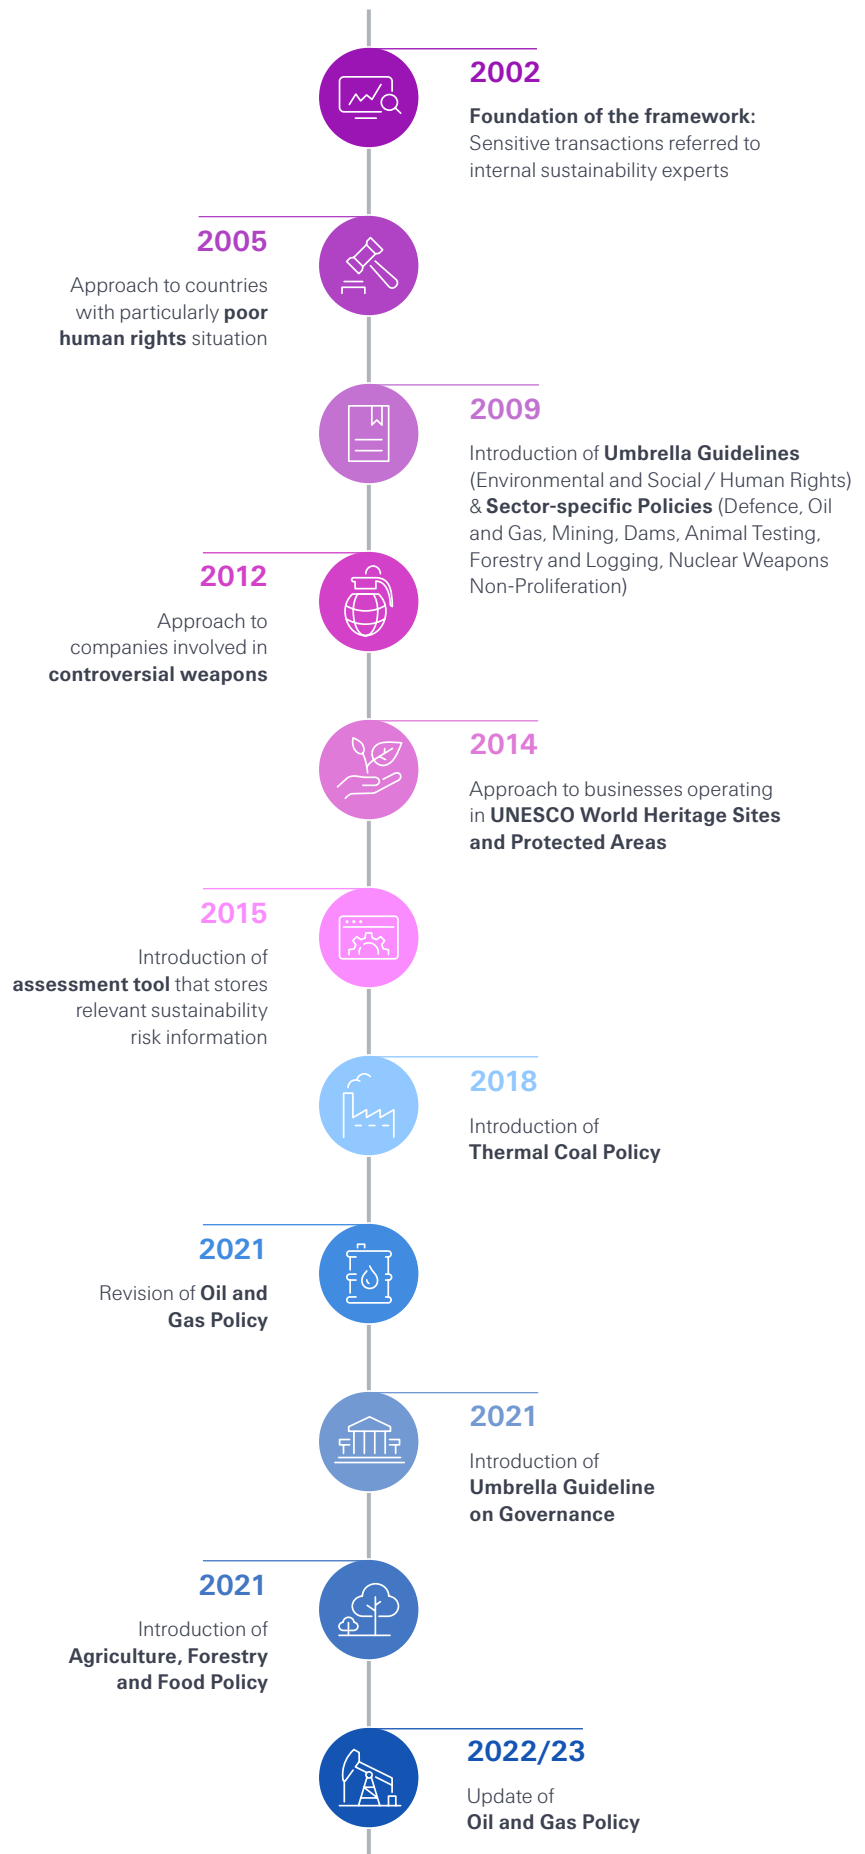 2002
Foundation of the framework:
Sensitive transactions referred to
internal sustainability experts
2005
Approach to countries
with particularly poor
human rights situation
2009
Introduction of Umbrella Guidelines
(Environmental and Social / Human Rights)
& Sector-specific Policies (Defence, Oil
and Gas, Mining, Dams, Animal Testing,
Forestry and Logging, Nuclear Weapons
Non-Proliferation)
2012
Approach to
companies involved in
controversial weapons
2014
Approach to businesses operating
in UNESCO World Heritage Sites
and Protected Areas
2015
Introduction of
assessment tool that stores
relevant sustainability
risk information
2018
Introduction of
Thermal Coal Policy
2021
Revision of Oil and
Gas Policy
2021
Introduction of
Umbrella Guideline
on Governance
2021
Introduction of
Agriculture, Forestry
and Food Policy
2022/23
Update of
Oil and Gas Policy